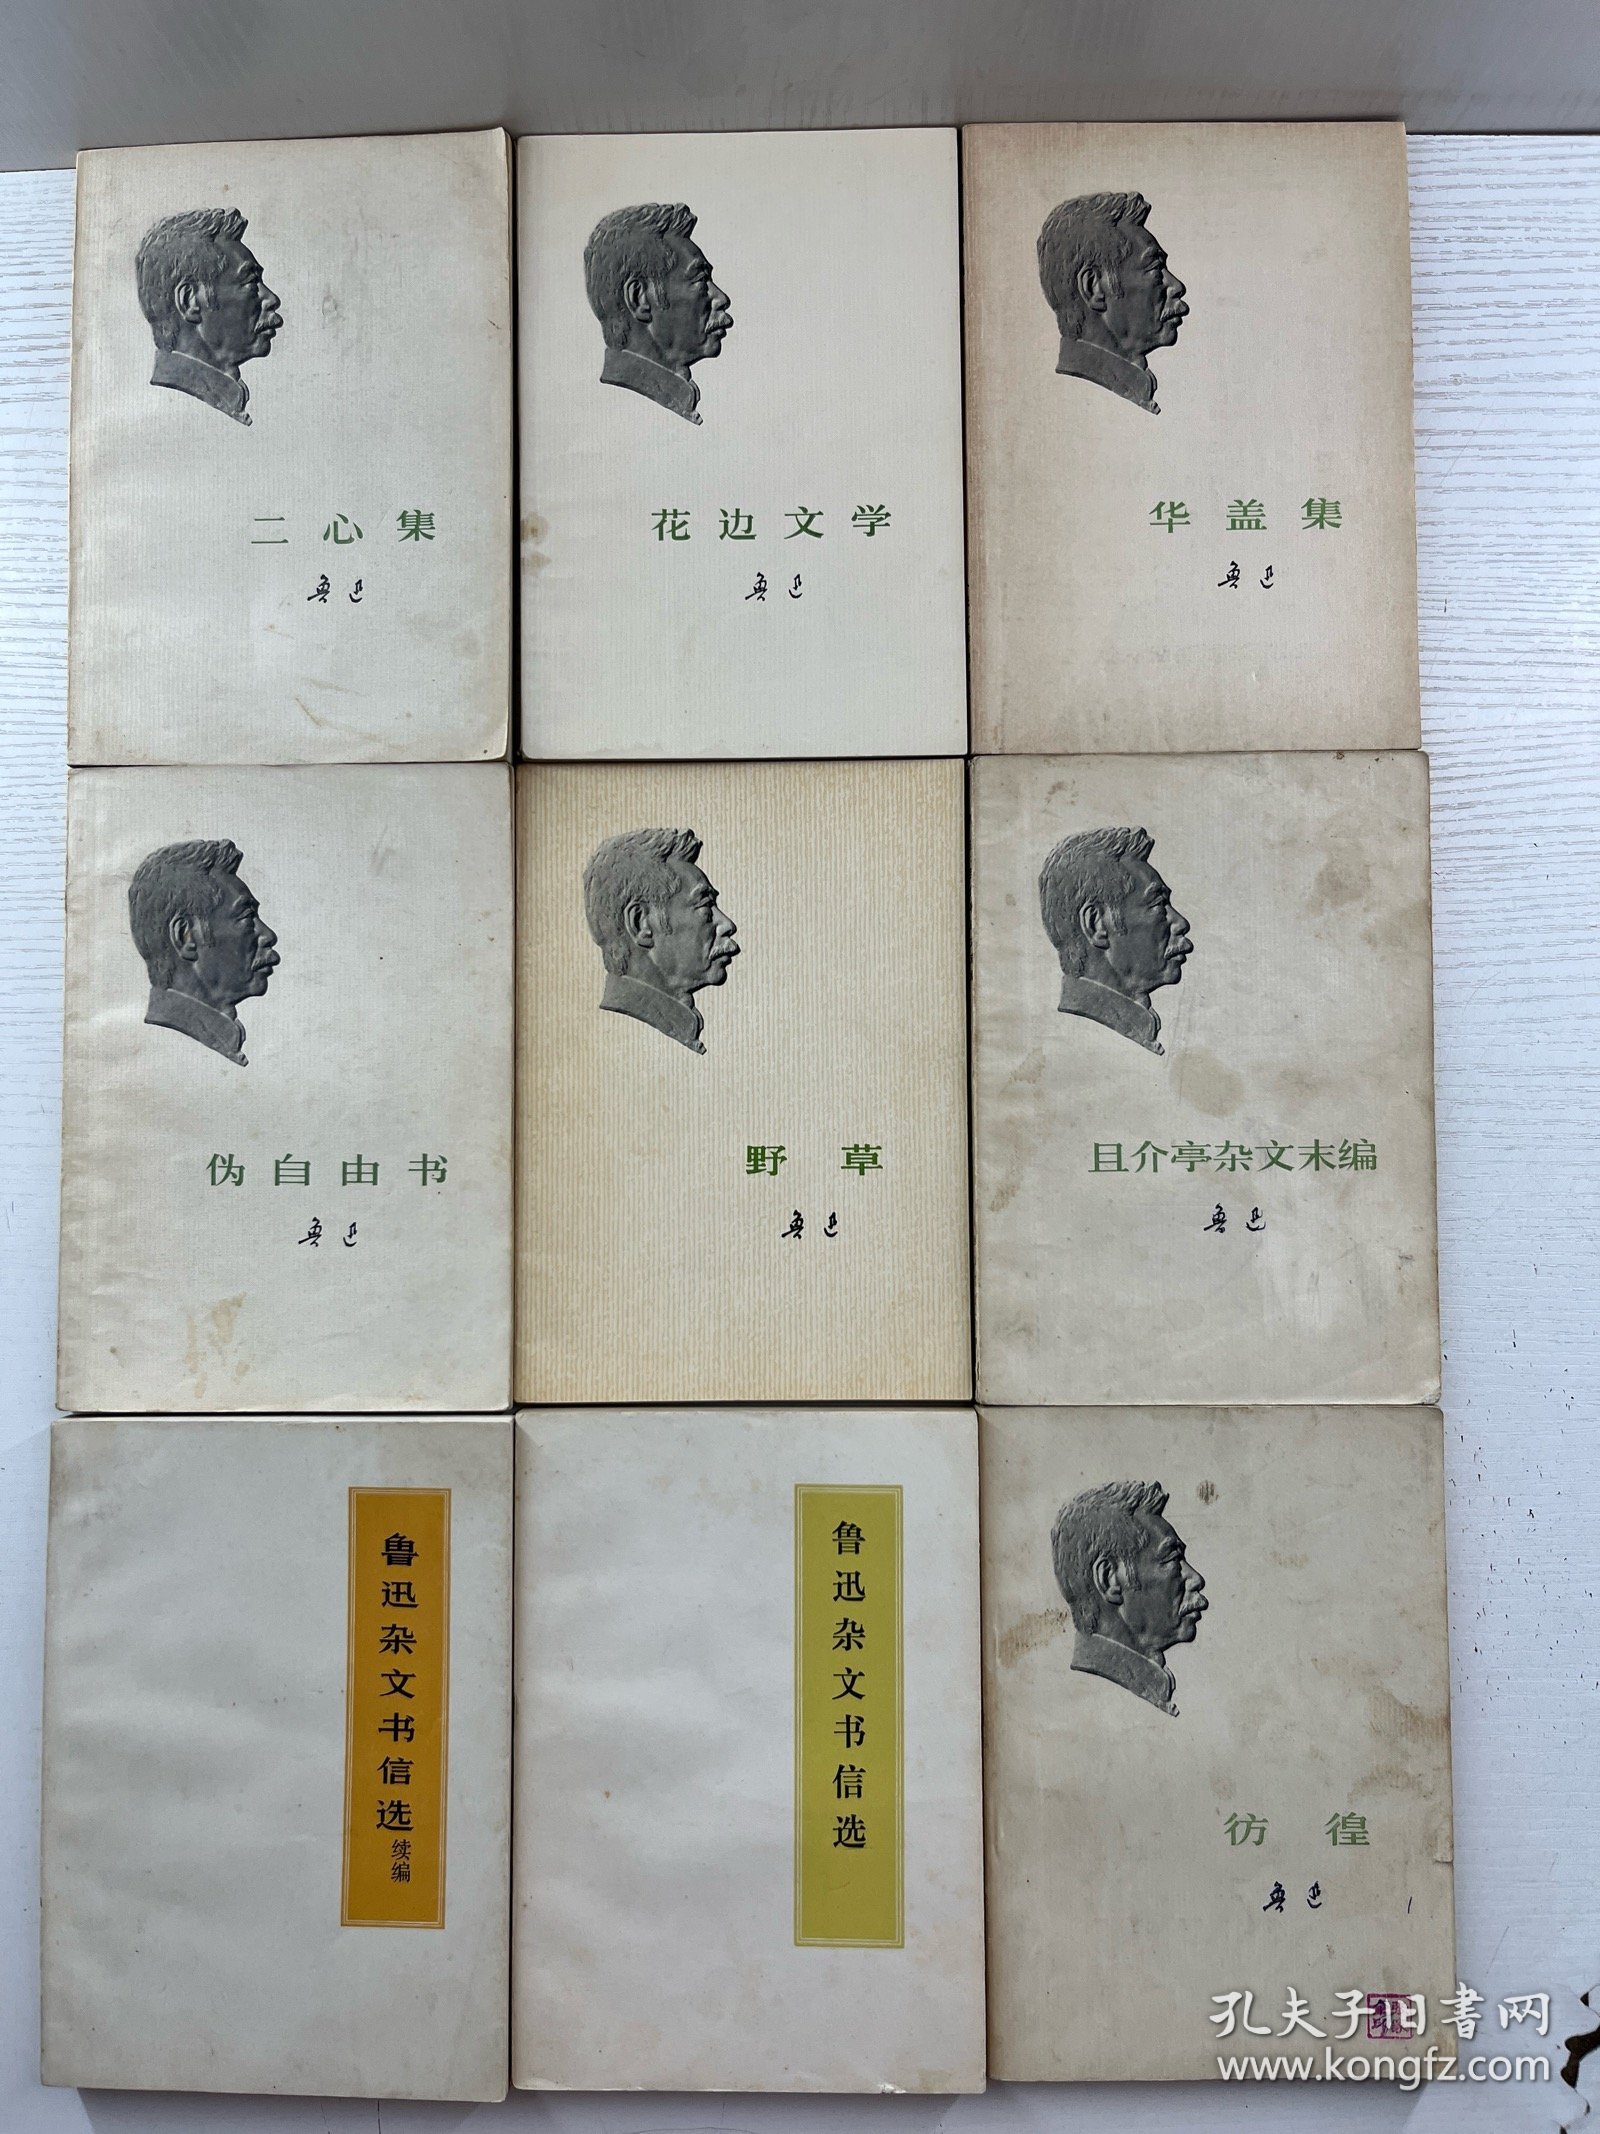 二心集
鲁迅
花边文学
鲁迅
华盖集
鲁迅
伪自由书
鲁迅
野草
鲁迅
且介亭杂文末编
鲁迅
鲁迅杂文书信选
续编
鲁迅杂文书信选
彷徨
鲁迅
孔夫子旧書网
www.kongfz.com